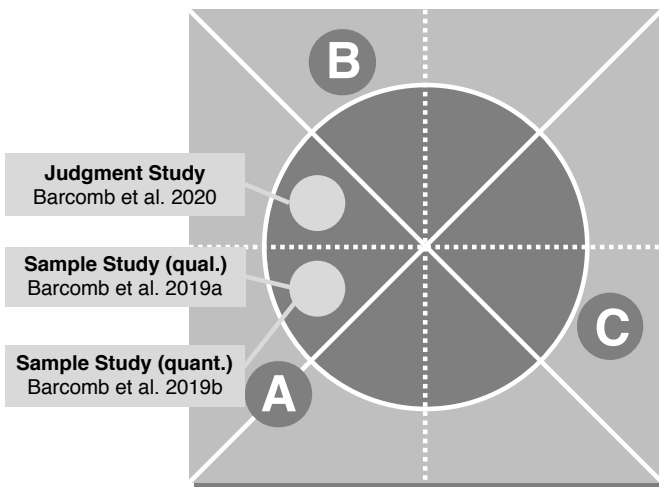 B
Judgment Study
Barcomb et al. 2020
Sample Study (qual.)
Barcomb et al. 2019a
C
Sample Study (quant.)
Barcomb et al. 2019b
A